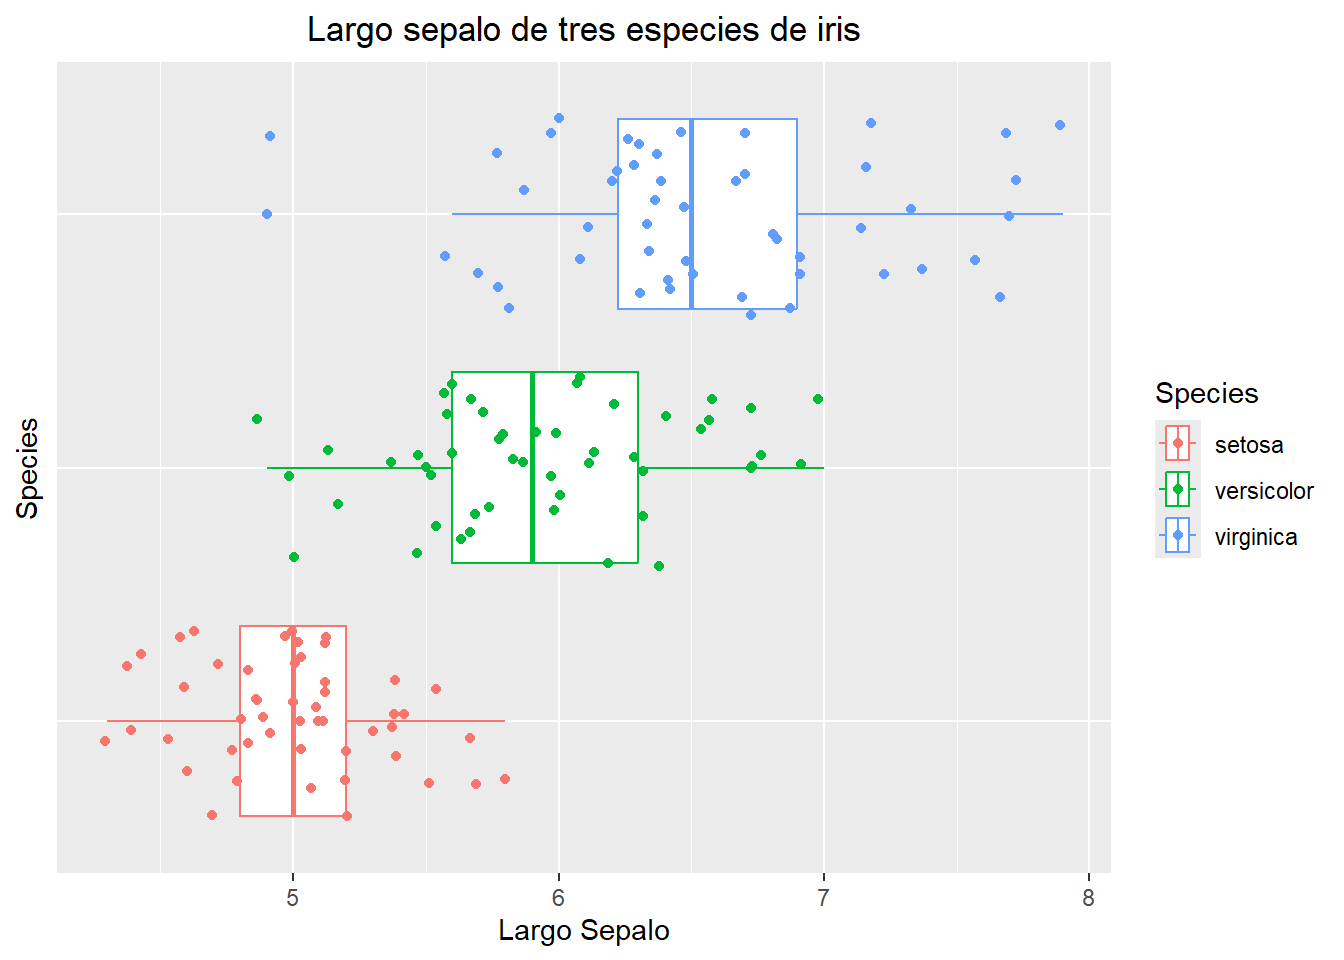 Largo sepalo de tres especies de iris
Species
Species
setosa
versicolor
virginica
5 6 7 8
Largo Sepalo